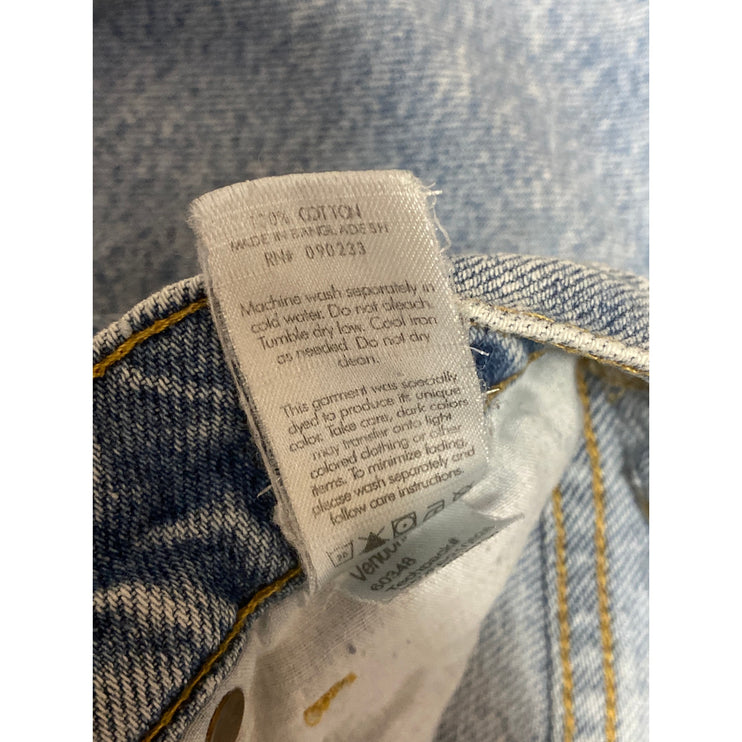 100% COTTON
MADE IN BANGLADESH
RN# 090233
Machine wash separately in
cold water. Do not bleach.
Tumble dry low. Cool iron
as needed. Do not dry
clean.
This garment was specially
dyed to produce its unique
color. Take care, dark colors
may transfer onto light
colored clothing or other
items. To minimize fading,
please wash separately and
follow care instructions.
30
60348